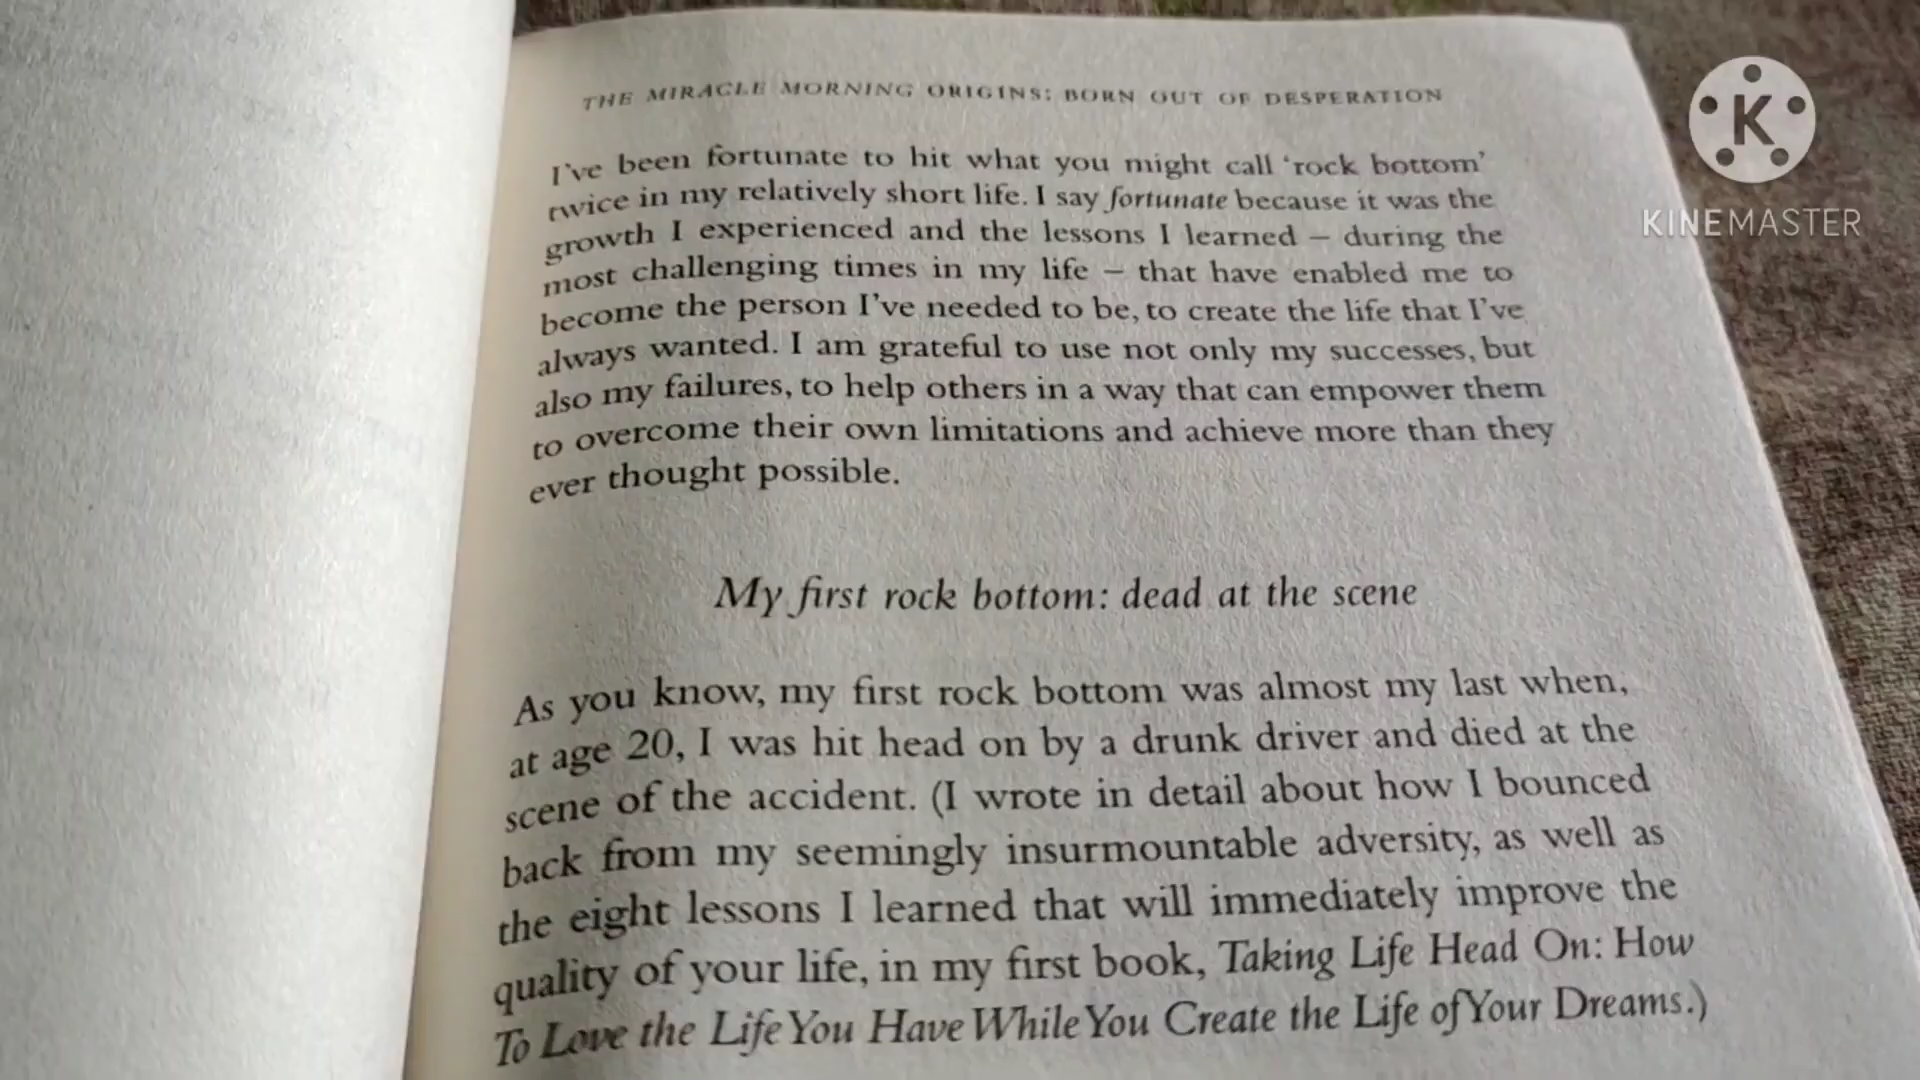 THE MIRACLE MORNING ORIGINS: BORN OUT OF DESPERATION
I've been fortunate to hit what you might call 'rock bottom'
twice in my relatively short life. I say fortunate because it was the
growth I experienced and the lessons I learned – during the
most challenging times in my life – that have enabled me to
become the person I've needed to be, to create the life that I've
always wanted. I am grateful to use not only my successes, but
also my failures, to help others in a way that can empower them
to overcome their own limitations and achieve more than they
ever thought possible.
My first rock bottom: dead at the scene
As you know, my first rock bottom was almost my last when,
at age 20, I was hit head on by a drunk driver and died at the
scene of the accident. (I wrote in detail about how I bounced
back from my seemingly insurmountable adversity, as well as
the eight lessons I learned that will immediately improve the
quality of your life, in my first book, Taking Life Head On: How
To Love the Life You Have While You Create the Life of Your Dreams.)
K
KINEMASTER